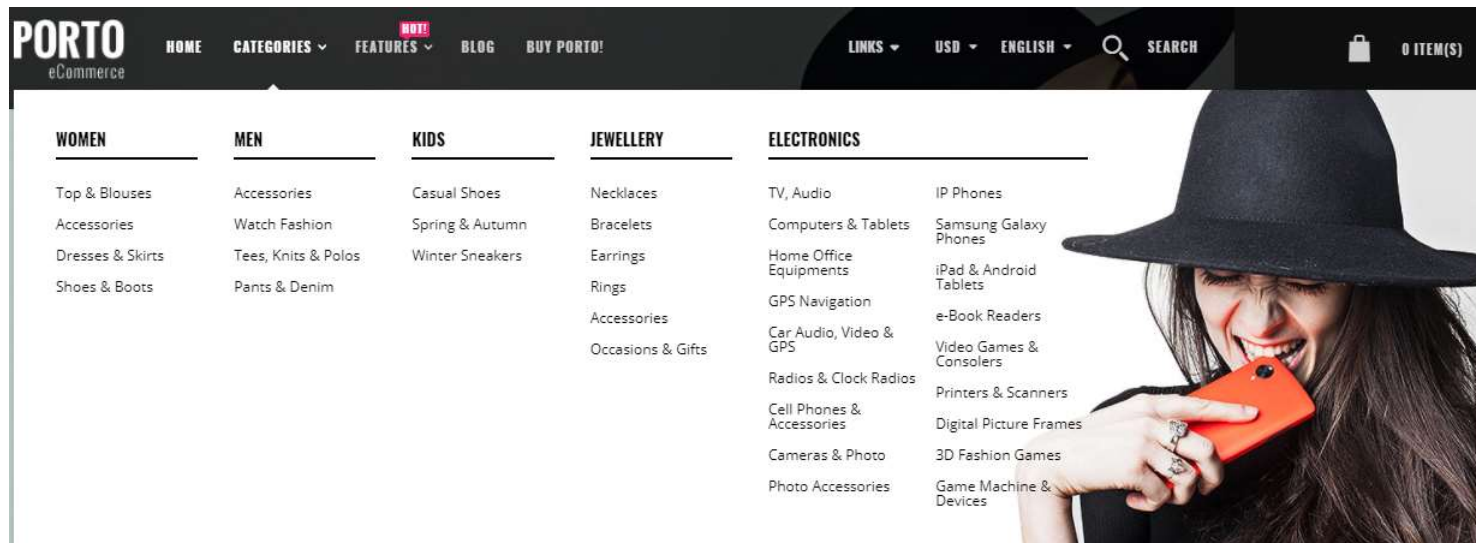 PORTO
eCommerce
HOME
CATEGORIES
FEATURES
HOT!
BLOG
BUY PORTO!
LINKS
USD
ENGLISH
SEARCH
0 ITEM(S)
WOMEN
Top & Blouses
Accessories
Dresses & Skirts
Shoes & Boots
MEN
Accessories
Watch Fashion
Tees, Knits & Polos
Pants & Denim
KIDS
Casual Shoes
Spring & Autumn
Winter Sneakers
JEWELLERY
Necklaces
Bracelets
Earrings
Rings
Accessories
Occasions & Gifts
ELECTRONICS
TV, Audio
Computers & Tablets
Home Office
Equipments
GPS Navigation
Car Audio, Video &
GPS
Radios & Clock Radios
Cell Phones &
Accessories
Cameras & Photo
Photo Accessories
IP Phones
Samsung Galaxy
Phones
iPad & Android
Tablets
e-Book Readers
Video Games &
Consolers
Printers & Scanners
Digital Picture Frames
3D Fashion Games
Game Machine &
Devices